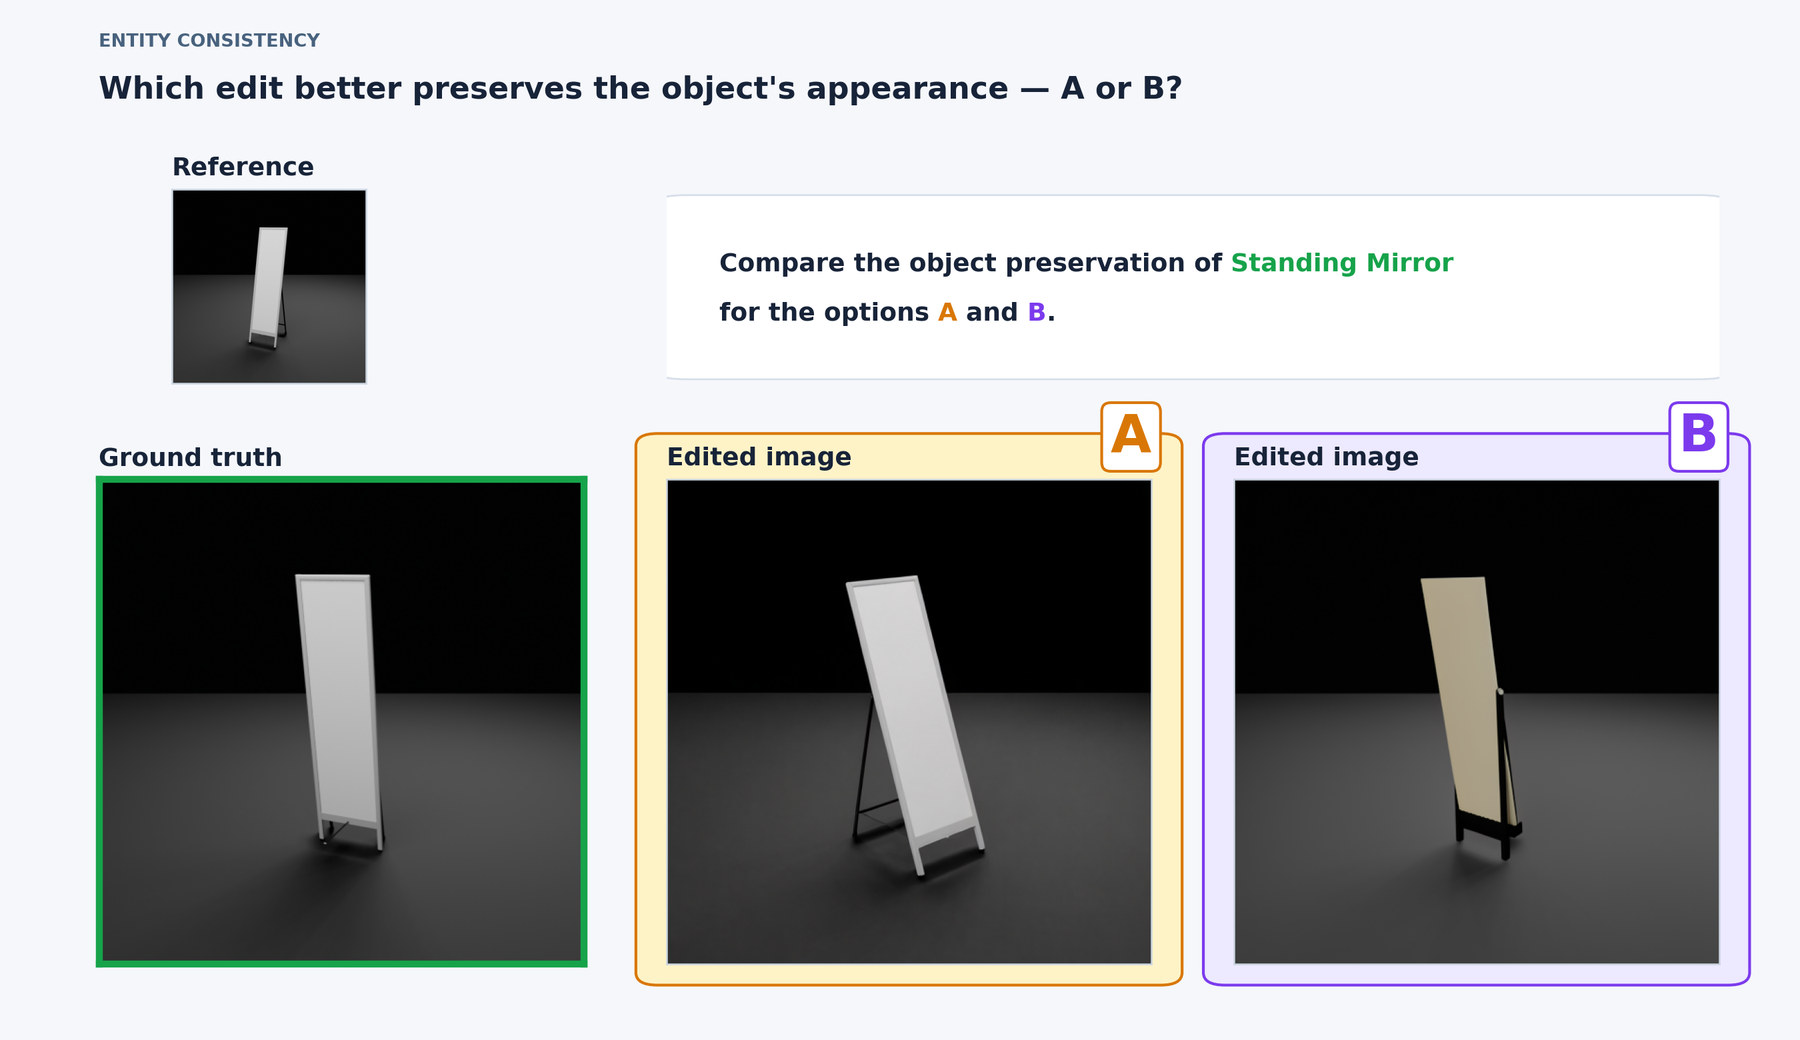 ENTITY CONSISTENCY
Which edit better preserves the object's appearance — A or B?
Reference
Compare the object preservation of Standing Mirror
for the options A and B.
Ground truth
A
Edited image
B
Edited image